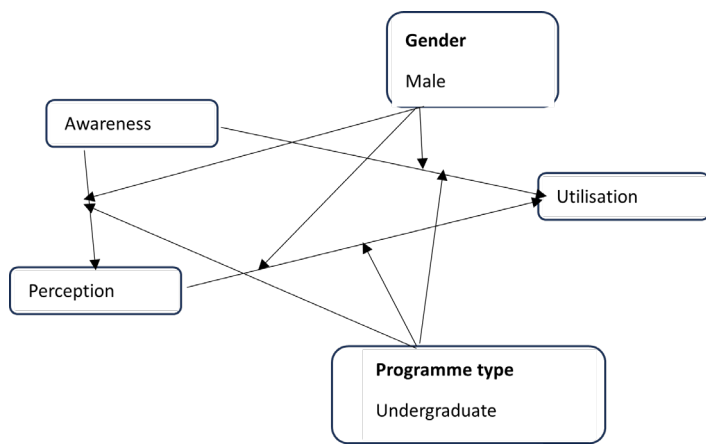 Gender
Male
Awareness
Utilisation
Perception
Programme type
Undergraduate